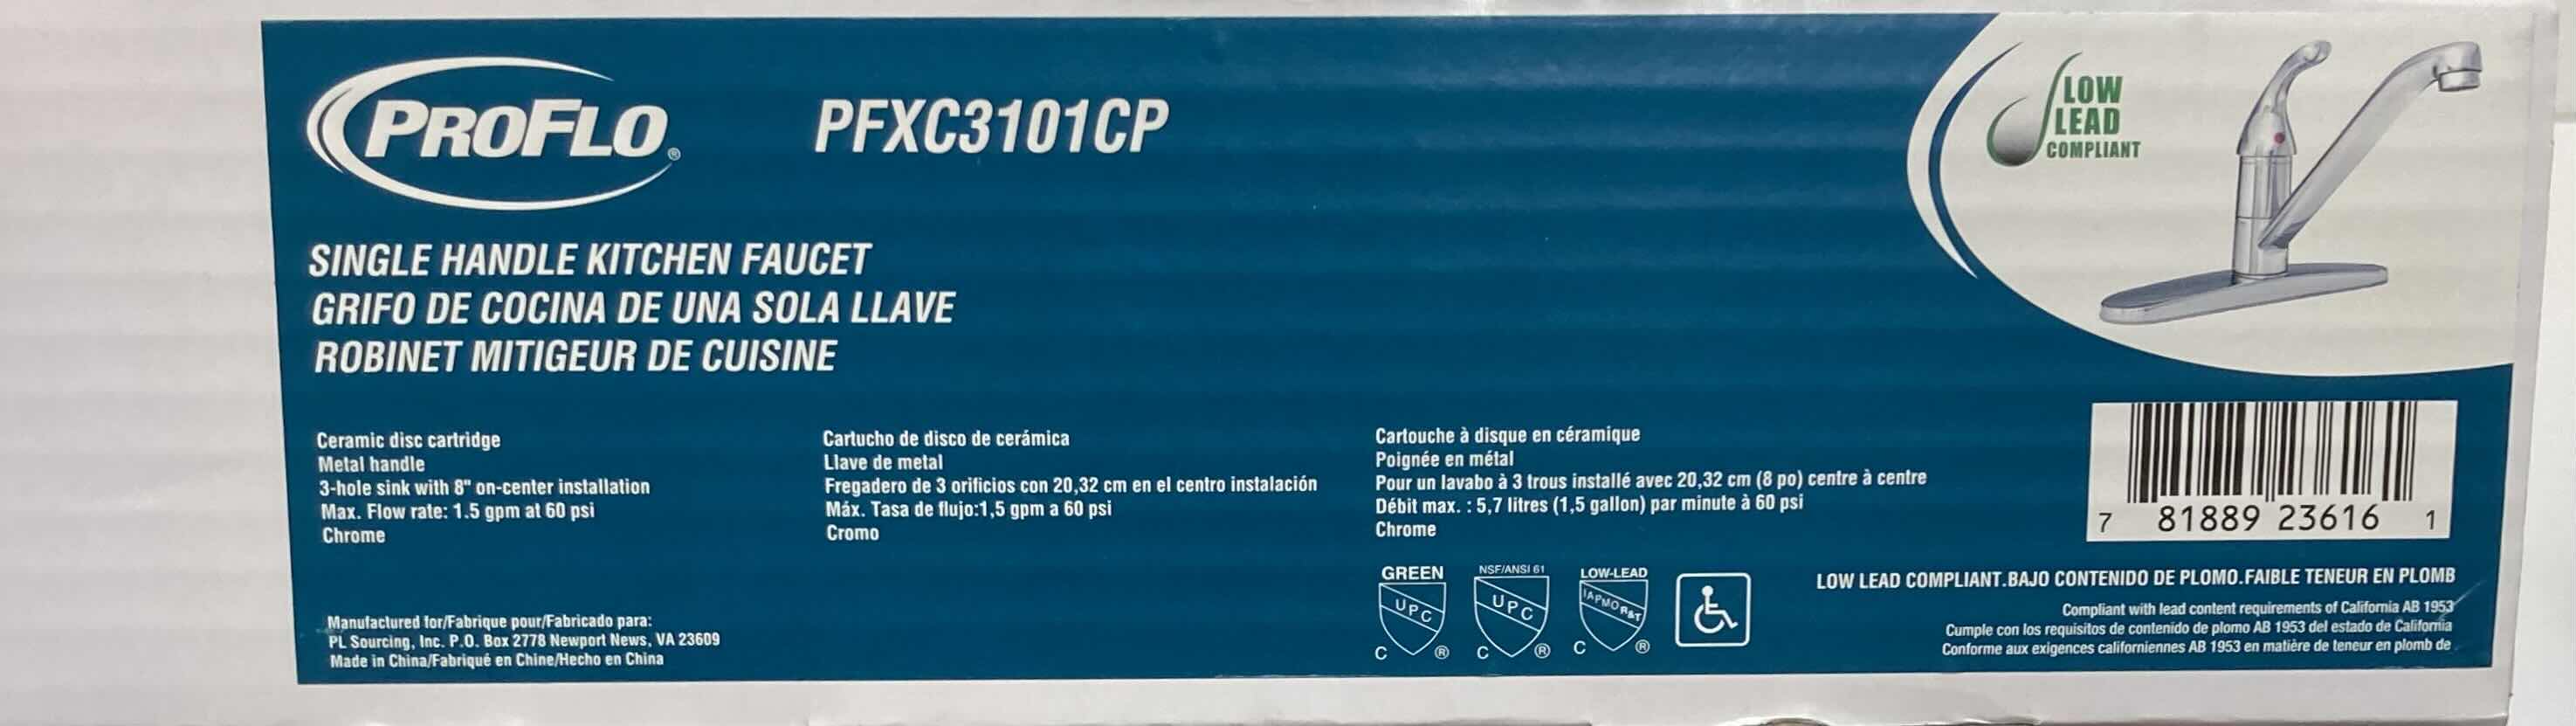 PROFLO®
PFXC3101CP
LOW
LEAD
COMPLIANT
SINGLE HANDLE KITCHEN FAUCET
GRIFO DE COCINA DE UNA SOLA LLAVE
ROBINET MITIGEUR DE CUISINE
Ceramic disc cartridge
Metal handle
3-hole sink with 8" on-center installation
Max. Flow rate: 1.5 gpm at 60 psi
Chrome
Cartucho de disco de cerámica
Llave de metal
Fregadero de 3 orificios con 20,32 cm en el centro instalación
Máx. Tasa de flujo:1,5 gpm a 60 psi
Cromo
Cartouche à disque en céramique
Poignée en métal
Pour un lavabo à 3 trous installé avec 20,32 cm (8 po) centre à centre
Débit max. : 5,7 litres (1,5 gallon) par minute à 60 psi
Chrome
7 81889 23616 1
Manufactured for/Fabrique pour/Fabricado para:
PL Sourcing, Inc. P.O. Box 2778 Newport News, VA 23609
Made in China/Fabriqué en Chine/Hecho en China
GREEN
UPC
C ®
NSF/ANSI 61
UPC
C ®
LOW-LEAD
IAPMO R&T
C ®
LOW LEAD COMPLIANT.BAJO CONTENIDO DE PLOMO.FAIBLE TENEUR EN PLOMB
Compliant with lead content requirements of California AB 1953
Cumple con los requisitos de contenido de plomo AB 1953 del estado de California
Conforme aux exigences californiennes AB 1953 en matière de teneur en plomb de